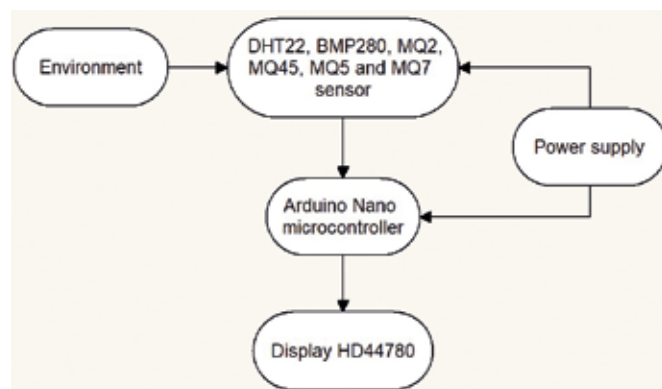 Environment
DHT22, BMP280, MQ2,
MQ45, MQ5 and MQ7
sensor
Power supply
Arduino Nano
microcontroller
Display HD44780